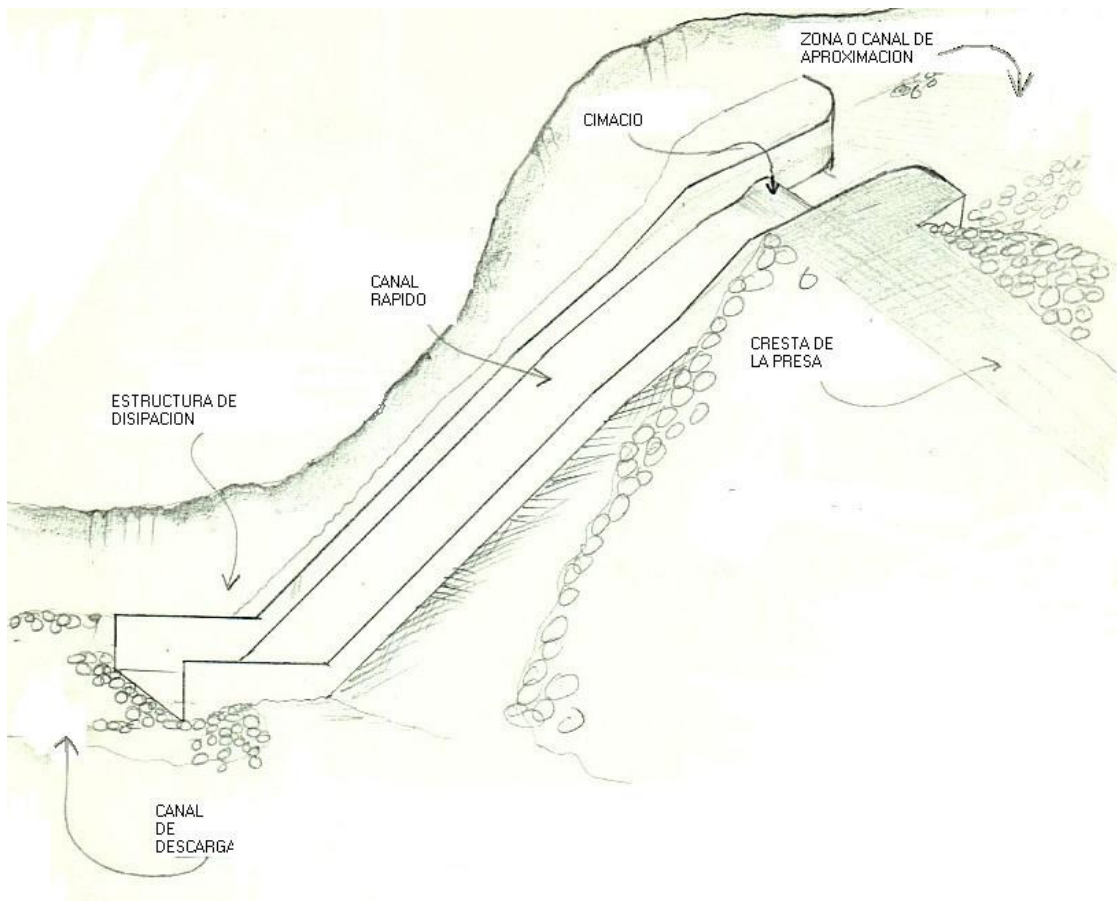 ZONA O CANAL DE
APROXIMACION
CIMACIO
CANAL
RAPIDO
CRESTA DE
LA PRESA
ESTRUCTURA DE
DISIPACION
CANAL
DE
DESCARGA